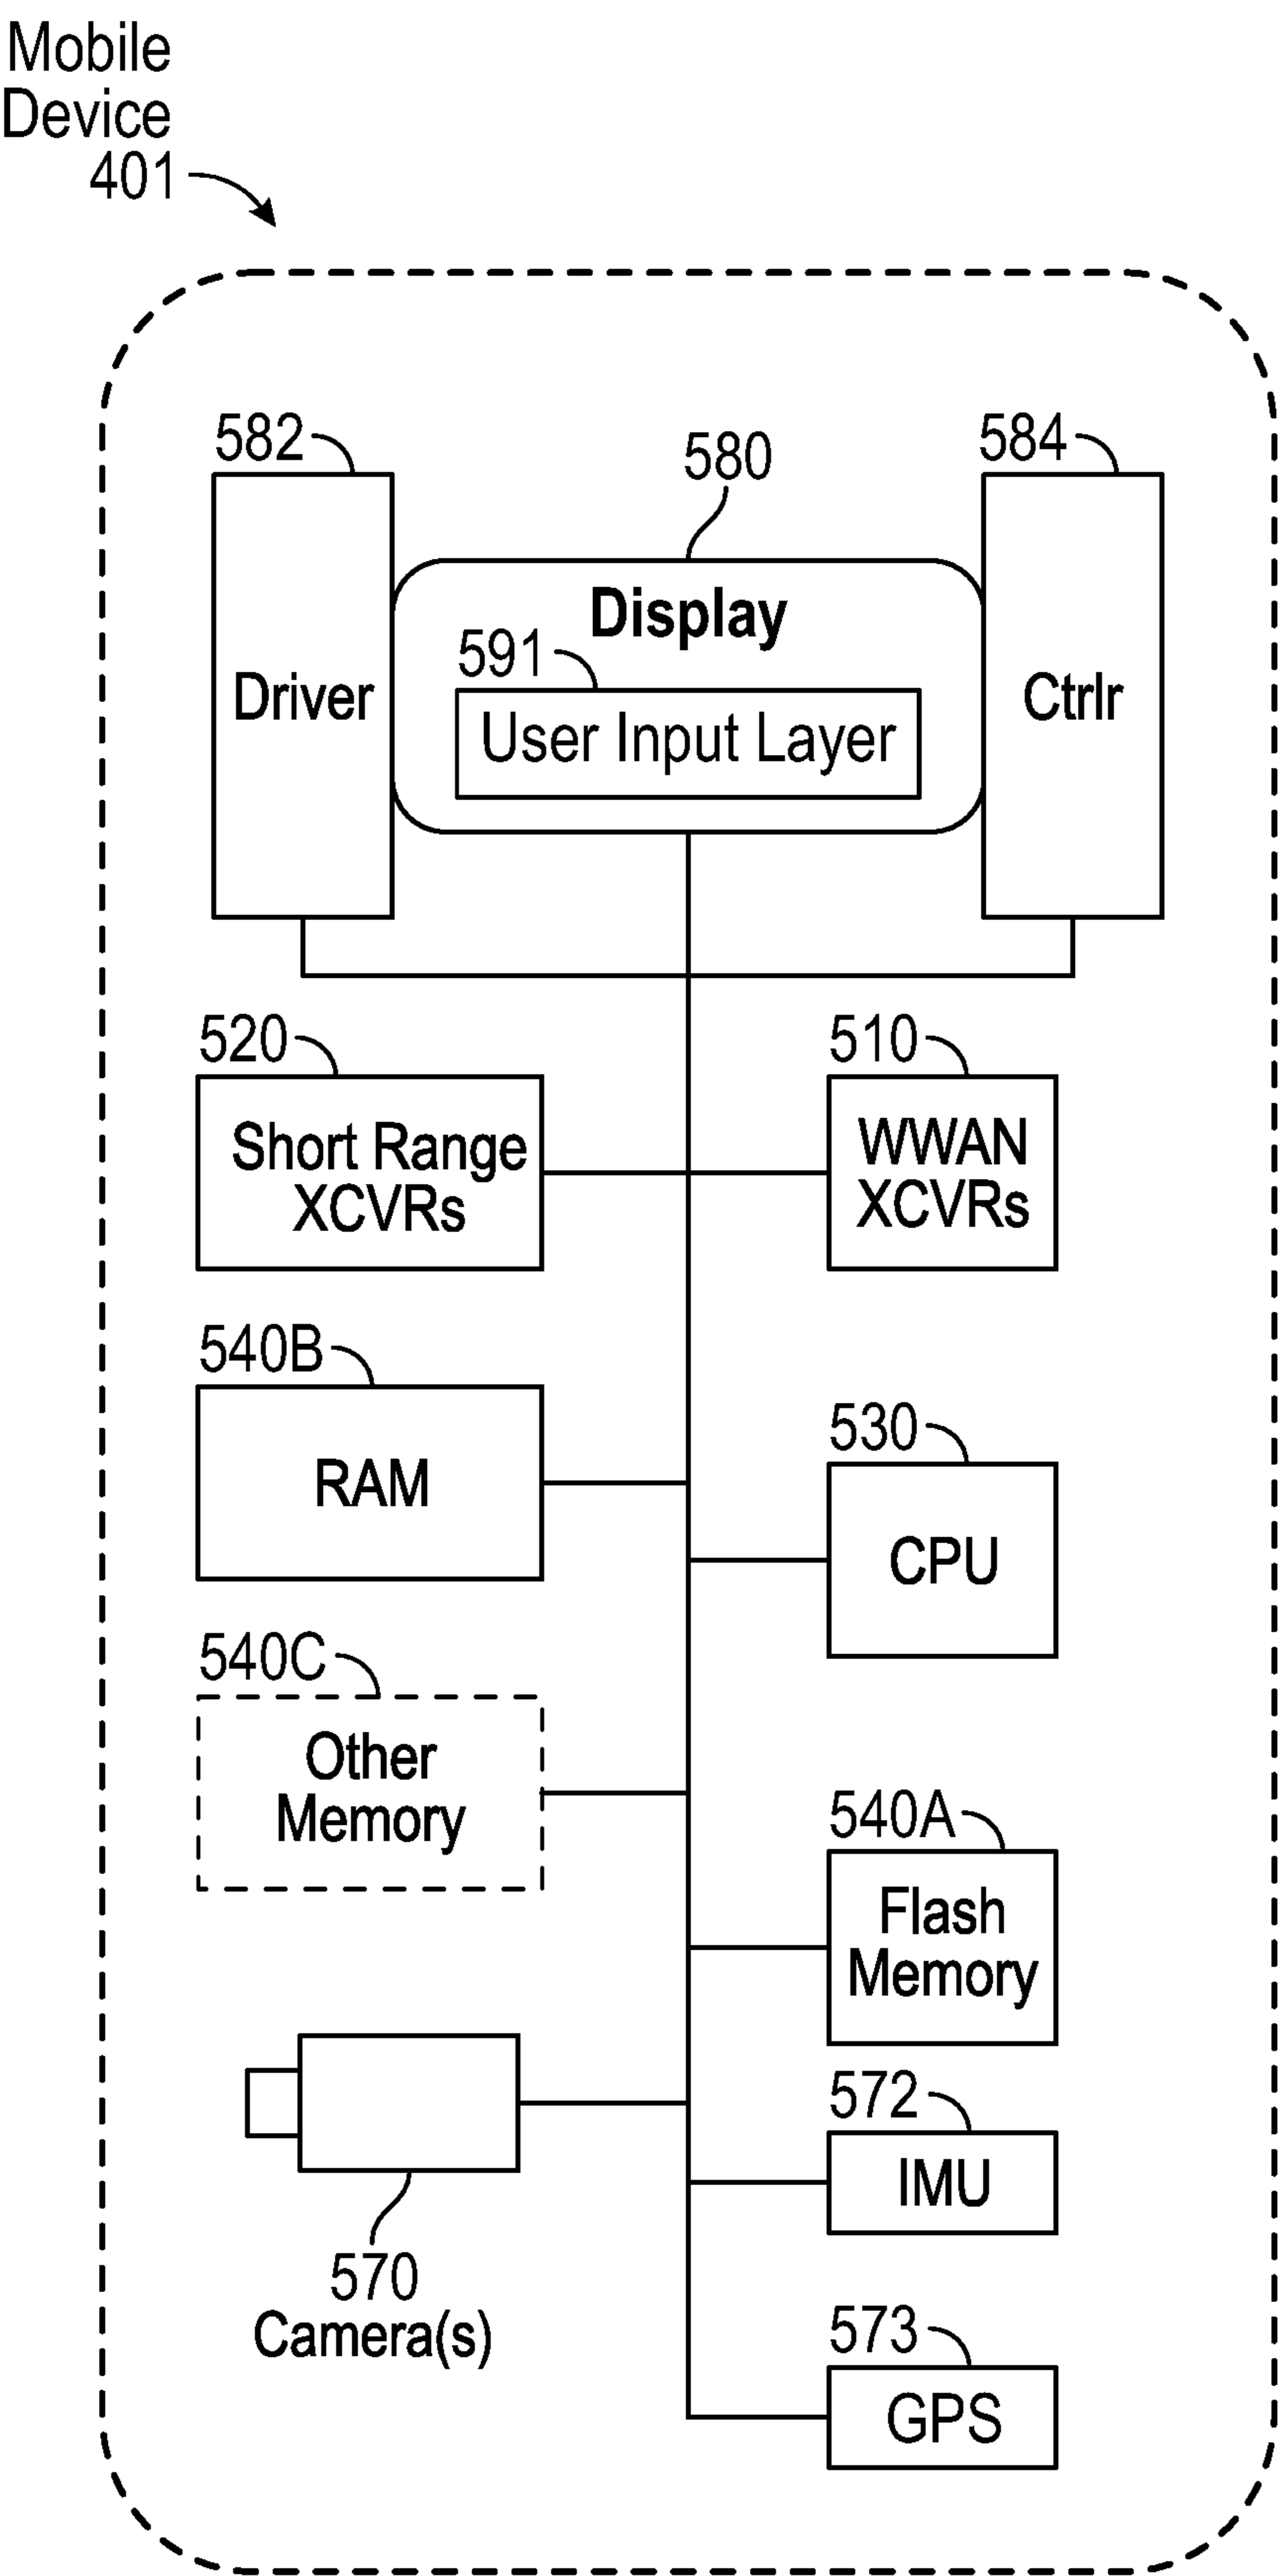 Mobile
Device
401
582
580
584
Display
591
Driver
User Input Layer
Ctrlr
520
510
Short Range
XCVRs
WWAN
XCVRs
540B
RAM
530
CPU
540C
Other
Memory
540A
Flash
Memory
572
IMU
570
Camera(s)
573
GPS